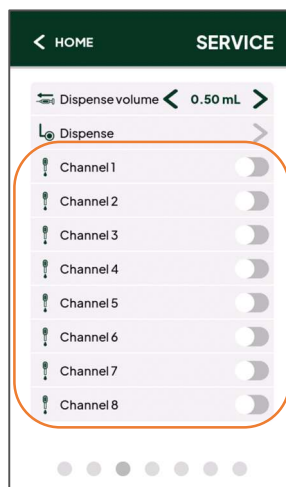 HOME SERVICE
Dispense volume 0.50 mL
Dispense
Channel 1
Channel 2
Channel 3
Channel 4
Channel 5
Channel 6
Channel 7
Channel 8